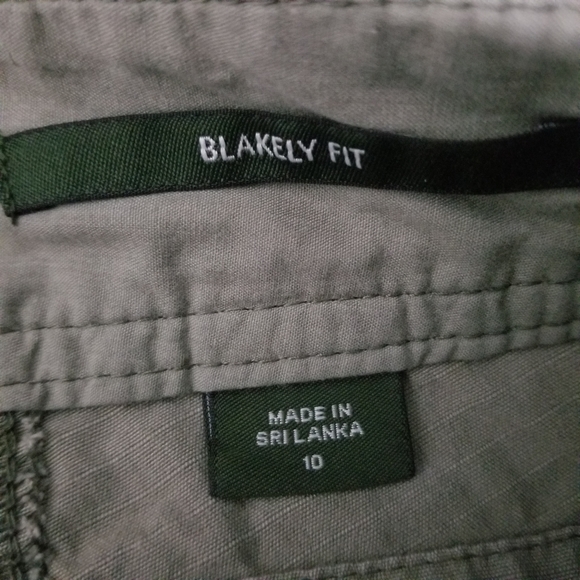 BLAKELY FIT
MADE IN
SRI LANKA
10